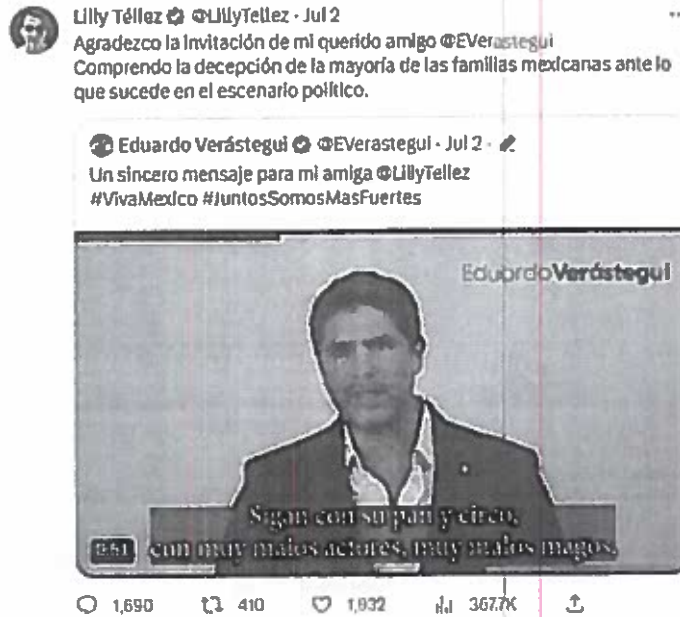 Lilly Téllez @LillyTellez · Jul 2
Agradezco la invitación de mi querido amigo @EVerastegui
Comprendo la decepción de la mayoría de las familias mexicanas ante lo
que sucede en el escenario político.
Eduardo Verástegui @EVerastegui · Jul 2 ·
Un sincero mensaje para mi amiga @LillyTellez
#VivaMexico #JuntosSomosMasFuertes
EduardoVerástegui
Sigan con su pan y circo,
con muy malos actores, muy malos magos.
1,690 410 1,932 367.7K